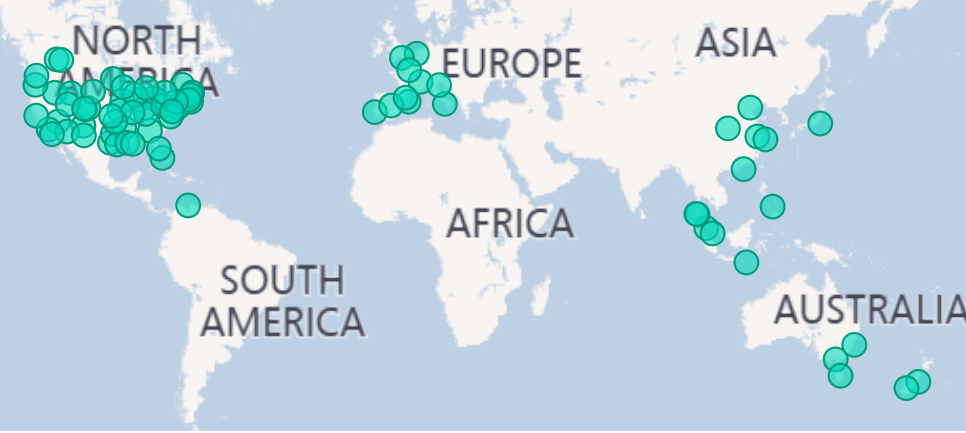 NORTH
AMERICA
EUROPE
ASIA
AFRICA
SOUTH
AMERICA
AUSTRALIA